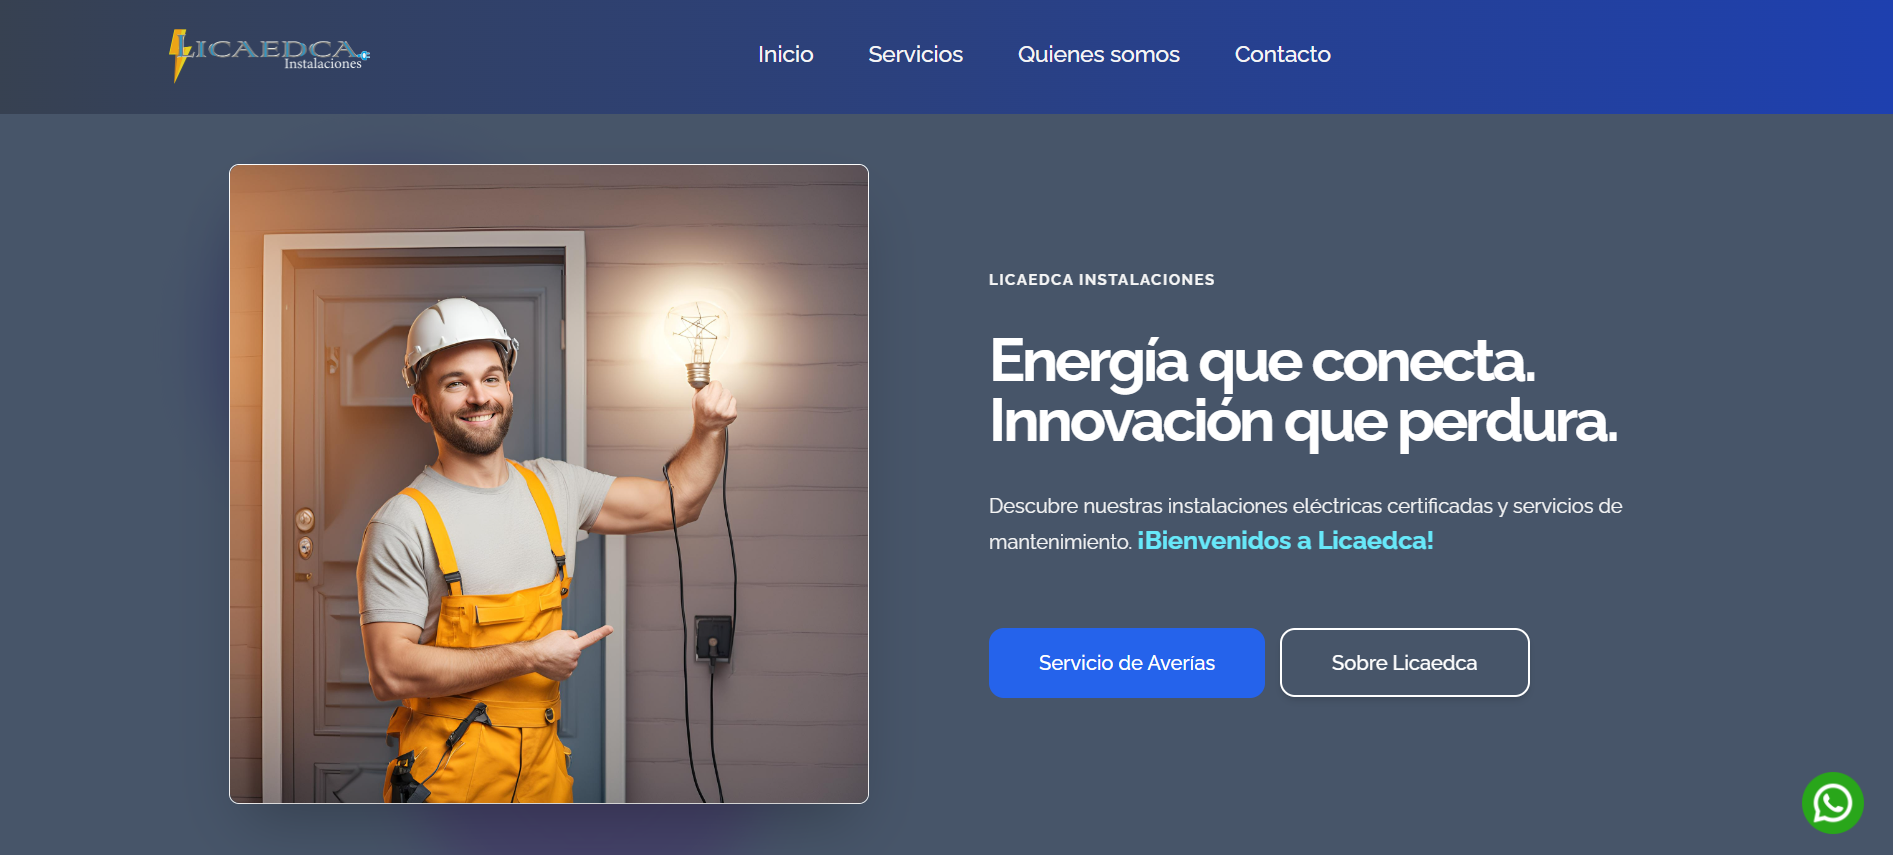 LICAEDCA
Instalaciones
Inicio
Servicios
Quienes somos
Contacto
LICAEDCA INSTALACIONES
Energía que conecta.
Innovación que perdura.
Descubre nuestras instalaciones eléctricas certificadas y servicios de
mantenimiento. ¡Bienvenidos a Licaedca!
Servicio de Averías
Sobre Licaedca